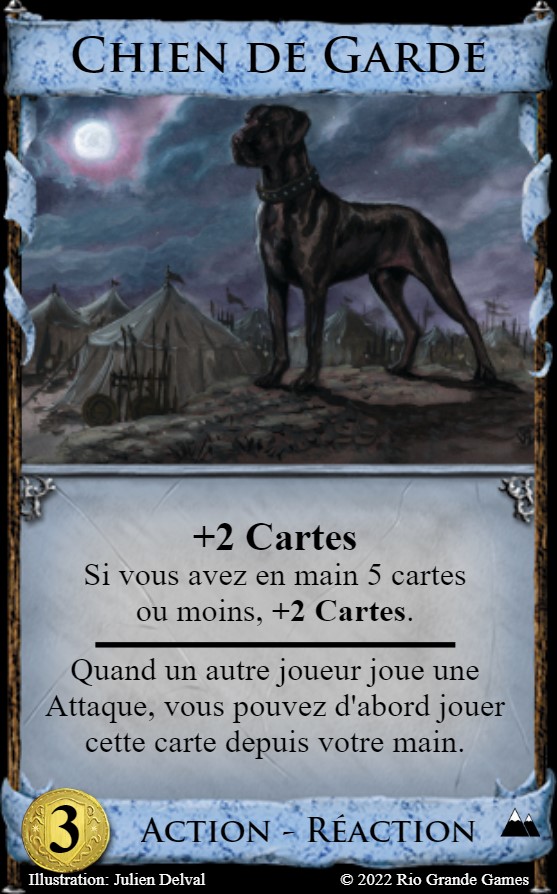 Chien de Garde
+2 Cartes
Si vous avez en main 5 cartes
ou moins, +2 Cartes.
Quand un autre joueur joue une
Attaque, vous pouvez d'abord jouer
cette carte depuis votre main.
3
Action - Réaction
Illustration: Julien Delval
© 2022 Rio Grande Games